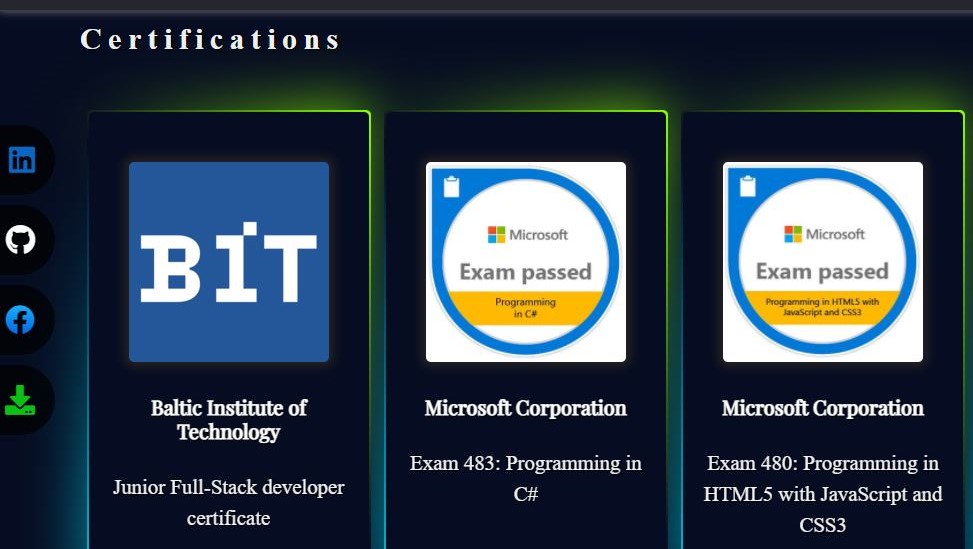 Certifications
in
BIT
Baltic Institute of
Technology
Junior Full-Stack developer
certificate
Microsoft
Exam passed
Programming
in C#
Microsoft Corporation
Exam 483: Programming in
C#
Microsoft
Exam passed
Programming in HTML5 with
JavaScript and CSS3
Microsoft Corporation
Exam 480: Programming in
HTML5 with JavaScript and
CSS3